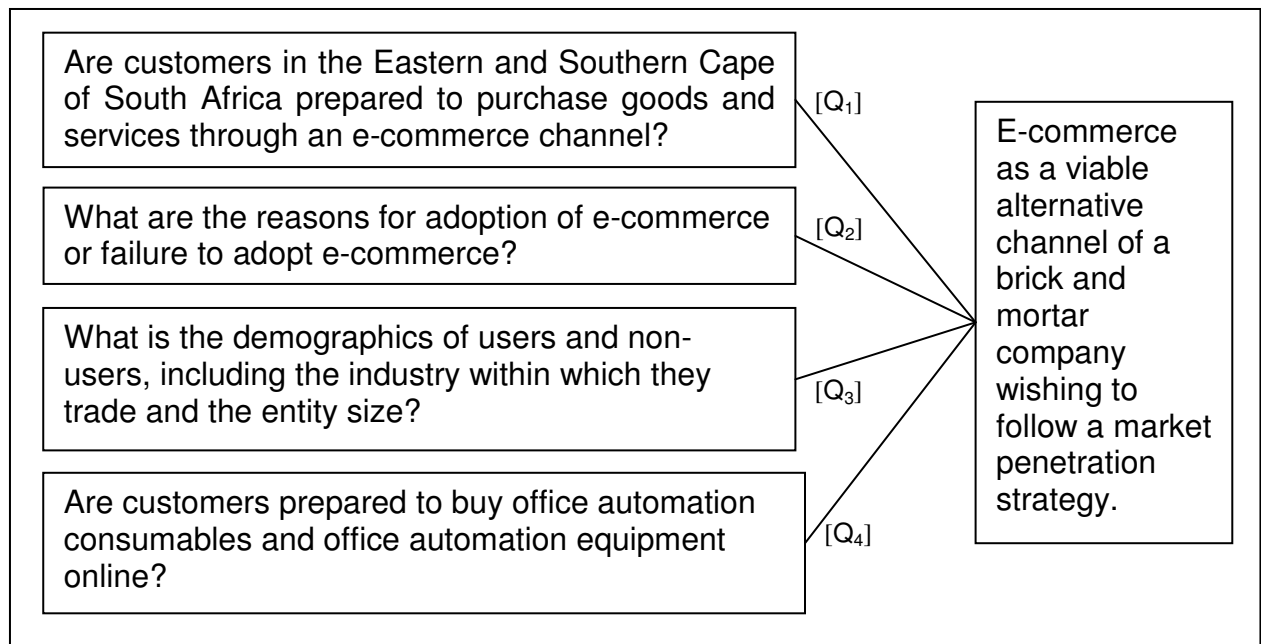 Are customers in the Eastern and Southern Cape
of South Africa prepared to purchase goods and
services through an e-commerce channel?
[Q1]
What are the reasons for adoption of e-commerce
or failure to adopt e-commerce?
[Q2]
What is the demographics of users and non-
users, including the industry within which they
trade and the entity size?
[Q3]
Are customers prepared to buy office automation
consumables and office automation equipment
online?
[Q4]
E-commerce
as a viable
alternative
channel of a
brick and
mortar
company
wishing to
follow a market
penetration
strategy.